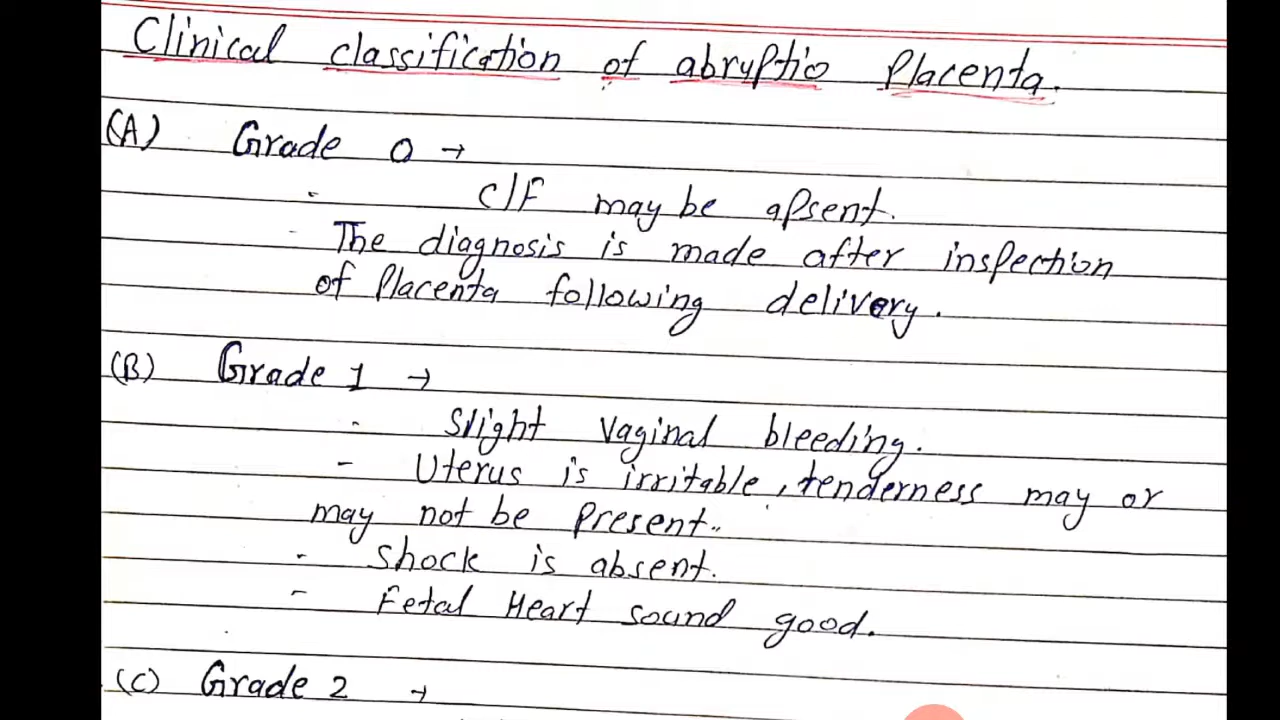 Clinical classification of abryptio Placenta.
(A) Grade 0 →
- C/F may be apsent.
- The diagnosis is made after inspection
of Placenta following delivery.
(B) Grade 1 →
- Slight vaginal bleeding.
- Uterus is irritable, tenderness may or
may not be present..
- Shock is absent.
- Fetal Heart sound good.
(C) Grade 2 →